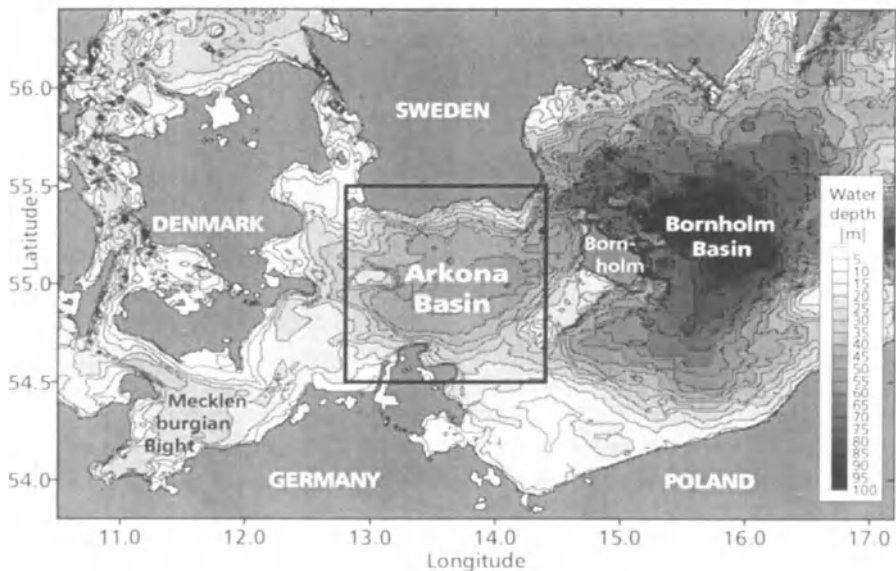 56.0
55.5
55.0
54.5
54.0
Latitude
SWEDEN
DENMARK
Arkona
Basin
Born-
holm
Bornholm
Basin
Mecklen
burgian
Bight
GERMANY
POLAND
Water
depth
[m]
5
10
15
20
25
30
35
40
45
50
55
60
65
70
75
80
85
90
95
100
11.0 12.0 13.0 14.0 15.0 16.0 17.0
Longitude